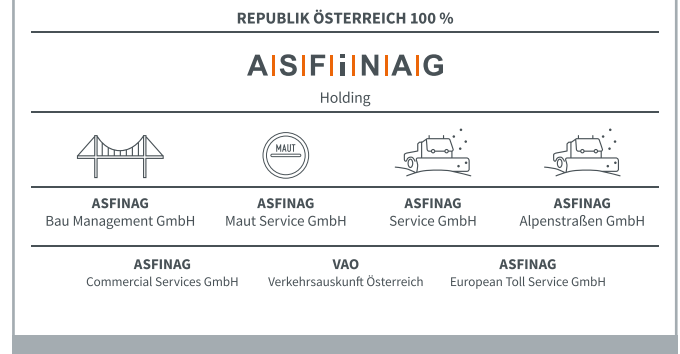 REPUBLIK ÖSTERREICH 100 %
A|S|F|i|N|A|G
Holding
MAUT
ASFINAG ASFINAG ASFINAG ASFINAG
Bau Management GmbH Maut Service GmbH Service GmbH Alpenstraßen GmbH
ASFINAG VAO ASFINAG
Commercial Services GmbH Verkehrsauskunft Österreich European Toll Service GmbH